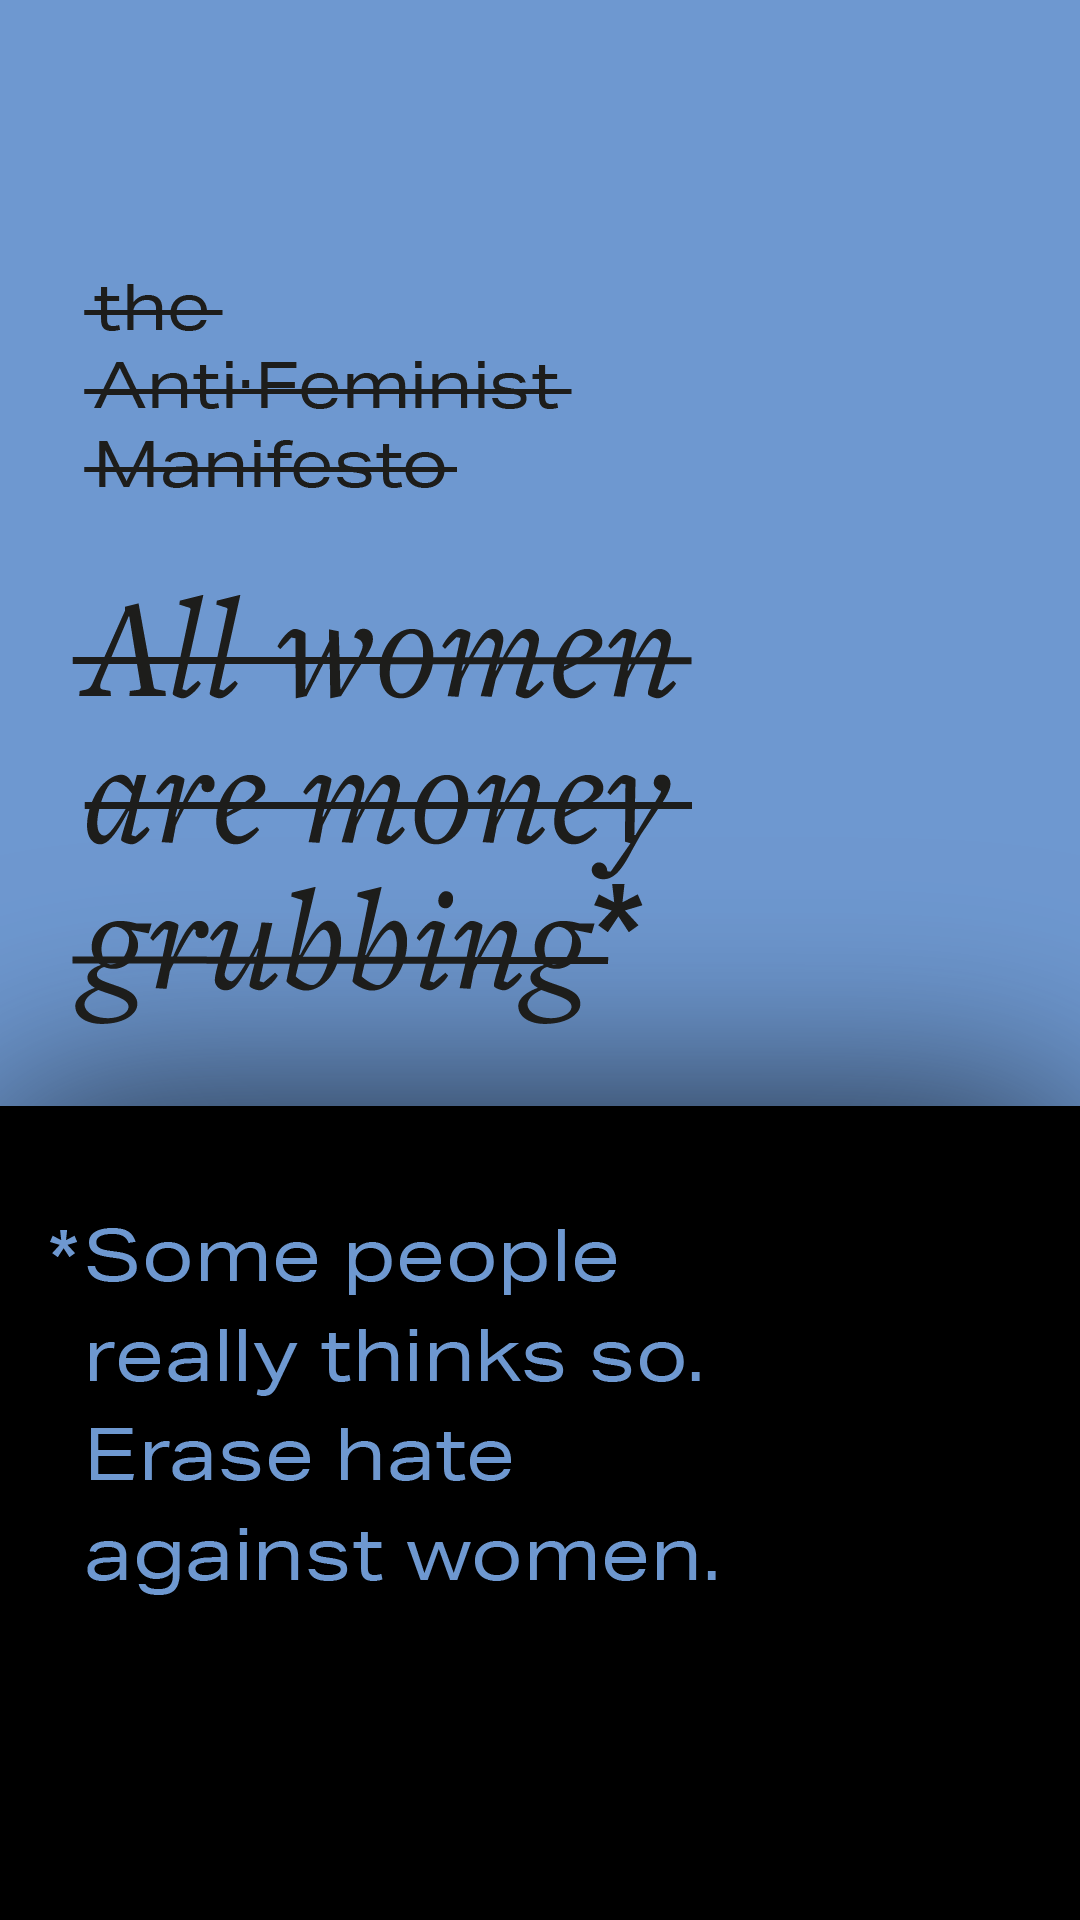 the
Anti·Feminist
Manifesto
All women
are money
grubbing*
*Some people
really thinks so.
Erase hate
against women.